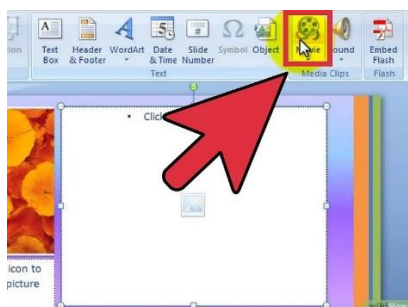 Text Box
Header & Footer
WordArt
Date & Time
Slide Number
Symbol
Object
Embed Flash
Text
Media Clips
Flash
• Click
icon to
picture